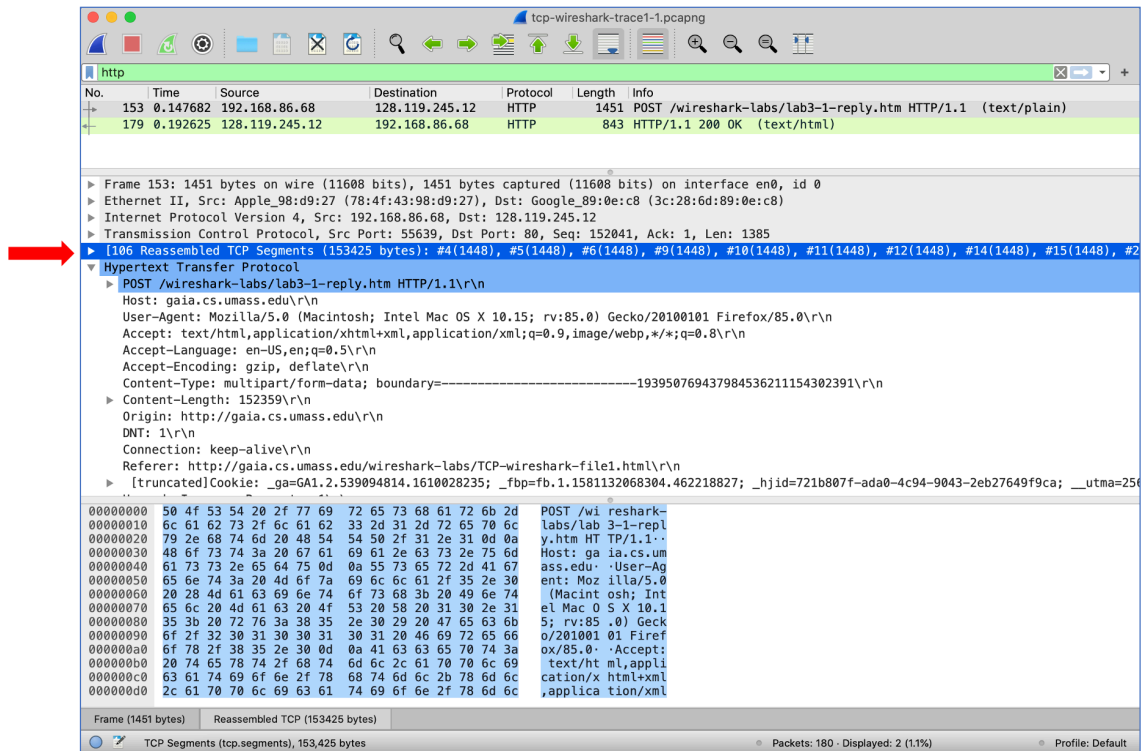 tcp-wireshark-trace1-1.pcapng
http
No. Time Source Destination Protocol Length Info
153 0.147682 192.168.86.68 128.119.245.12 HTTP 1451 POST /wireshark-labs/lab3-1-reply.htm HTTP/1.1 (text/plain)
179 0.192625 128.119.245.12 192.168.86.68 HTTP 843 HTTP/1.1 200 OK (text/html)
Frame 153: 1451 bytes on wire (11608 bits), 1451 bytes captured (11608 bits) on interface en0, id 0
Ethernet II, Src: Apple_98:d9:27 (78:4f:43:98:d9:27), Dst: Google_89:0e:c8 (3c:28:6d:89:0e:c8)
Internet Protocol Version 4, Src: 192.168.86.68, Dst: 128.119.245.12
Transmission Control Protocol, Src Port: 55639, Dst Port: 80, Seq: 152041, Ack: 1, Len: 1385
[106 Reassembled TCP Segments (153425 bytes): #4(1448), #5(1448), #6(1448), #9(1448), #10(1448), #11(1448), #12(1448), #14(1448), #15(1448), #2
Hypertext Transfer Protocol
POST /wireshark-labs/lab3-1-reply.htm HTTP/1.1\r\n
Host: gaia.cs.umass.edu\r\n
User-Agent: Mozilla/5.0 (Macintosh; Intel Mac OS X 10.15; rv:85.0) Gecko/20100101 Firefox/85.0\r\n
Accept: text/html,application/xhtml+xml,application/xml;q=0.9,image/webp,*/*;q=0.8\r\n
Accept-Language: en-US,en;q=0.5\r\n
Accept-Encoding: gzip, deflate\r\n
Content-Type: multipart/form-data; boundary=---------------------------193950769437984536211154302391\r\n
Content-Length: 152359\r\n
Origin: http://gaia.cs.umass.edu\r\n
DNT: 1\r\n
Connection: keep-alive\r\n
Referer: http://gaia.cs.umass.edu/wireshark-labs/TCP-wireshark-file1.html\r\n
[truncated]Cookie: _ga=GA1.2.539094814.1610028235; _fbp=fb.1.1581132068304.462218827; _hjid=721b807f-ada0-4c94-9043-2eb27649f9ca; __utma=256
00000000 50 4f 53 54 20 2f 77 69 72 65 73 68 61 72 6b 2d POST /wi reshark-
00000010 6c 61 62 73 2f 6c 61 62 33 2d 31 2d 72 65 70 6c labs/lab 3-1-repl
00000020 79 2e 68 74 6d 20 48 54 54 50 2f 31 2e 31 0d 0a y.htm HT TP/1.1··
00000030 48 6f 73 74 3a 20 67 61 69 61 2e 63 73 2e 75 6d Host: ga ia.cs.um
00000040 61 73 73 2e 65 64 75 0d 0a 55 73 65 72 2d 41 67 ass.edu· ·User-Ag
00000050 65 6e 74 3a 20 4d 6f 7a 69 6c 6c 61 2f 35 2e 30 ent: Moz illa/5.0
00000060 20 28 4d 61 63 69 6e 74 6f 73 68 3b 20 49 6e 74 (Macint osh; Int
00000070 65 6c 20 4d 61 63 20 4f 53 20 58 20 31 30 2e 31 el Mac O S X 10.1
00000080 35 3b 20 72 76 3a 38 35 2e 30 29 20 47 65 63 6b 5; rv:85 .0) Geck
00000090 6f 2f 32 30 31 30 30 31 30 31 20 46 69 72 65 66 o/201001 01 Firef
000000a0 6f 78 2f 38 35 2e 30 0d 0a 41 63 63 65 70 74 3a ox/85.0· ·Accept:
000000b0 20 74 65 78 74 2f 68 74 6d 6c 2c 61 70 70 6c 69 text/ht ml,appli
000000c0 63 61 74 69 6f 6e 2f 78 68 74 6d 6c 2b 78 6d 6c cation/x html+xml
000000d0 2c 61 70 70 6c 69 63 61 74 69 6f 6e 2f 78 6d 6c ,applica tion/xml
Frame (1451 bytes) Reassembled TCP (153425 bytes)
TCP Segments (tcp.segments), 153,425 bytes Packets: 180 · Displayed: 2 (1.1%) Profile: Default